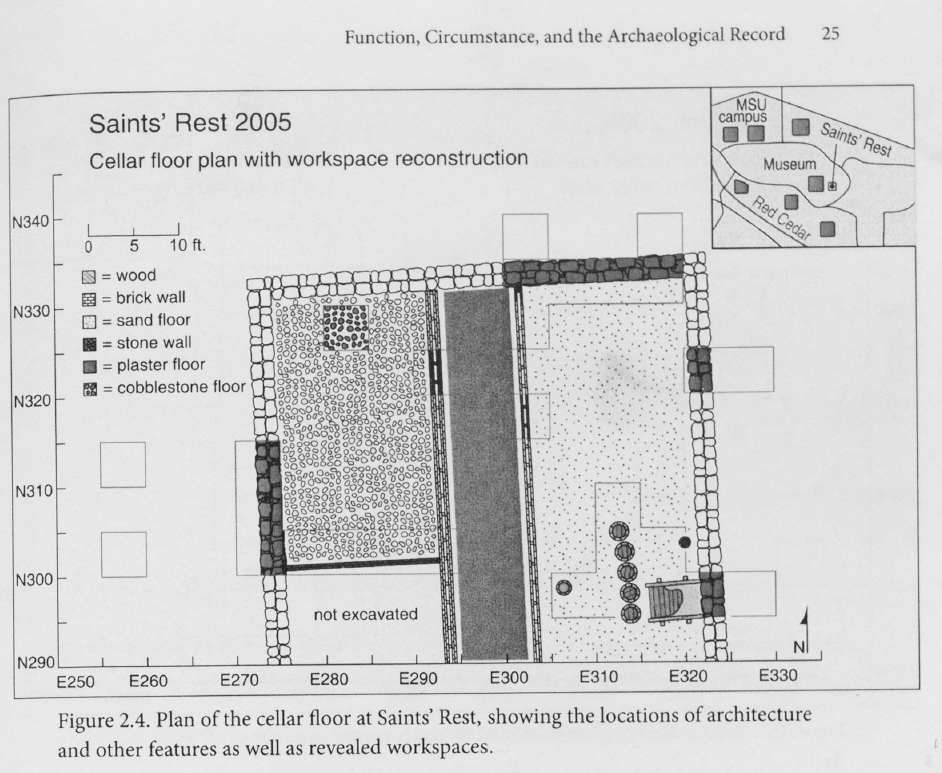 Function, Circumstance, and the Archaeological Record 25
Saints' Rest 2005
Cellar floor plan with workspace reconstruction
MSU
campus
Saints' Rest
Museum
Red Cedar
N340
0 5 10 ft.
= wood
= brick wall
N330
= sand floor
= stone wall
= plaster floor
= cobblestone floor
N320
N310
N300
not excavated
N
N290
E250 E260 E270 E280 E290 E300 E310 E320 E330
Figure 2.4. Plan of the cellar floor at Saints' Rest, showing the locations of architecture
and other features as well as revealed workspaces.